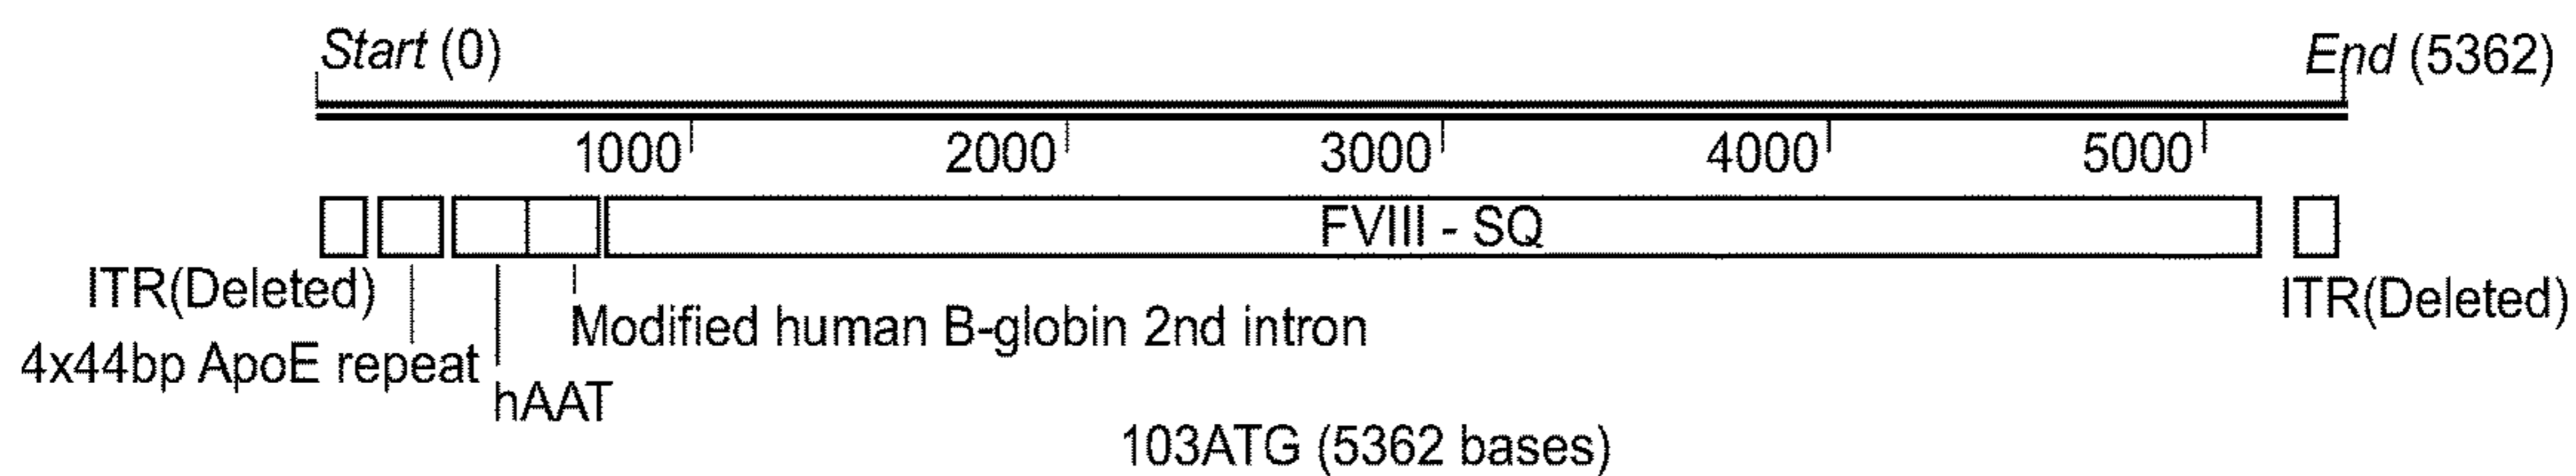 Start (0)
End (5362)
1000
2000
3000
4000
5000
FVIII - SQ
ITR(Deleted)
ITR(Deleted)
Modified human B-globin 2nd intron
4x44bp ApoE repeat
hAAT
103ATG (5362 bases)